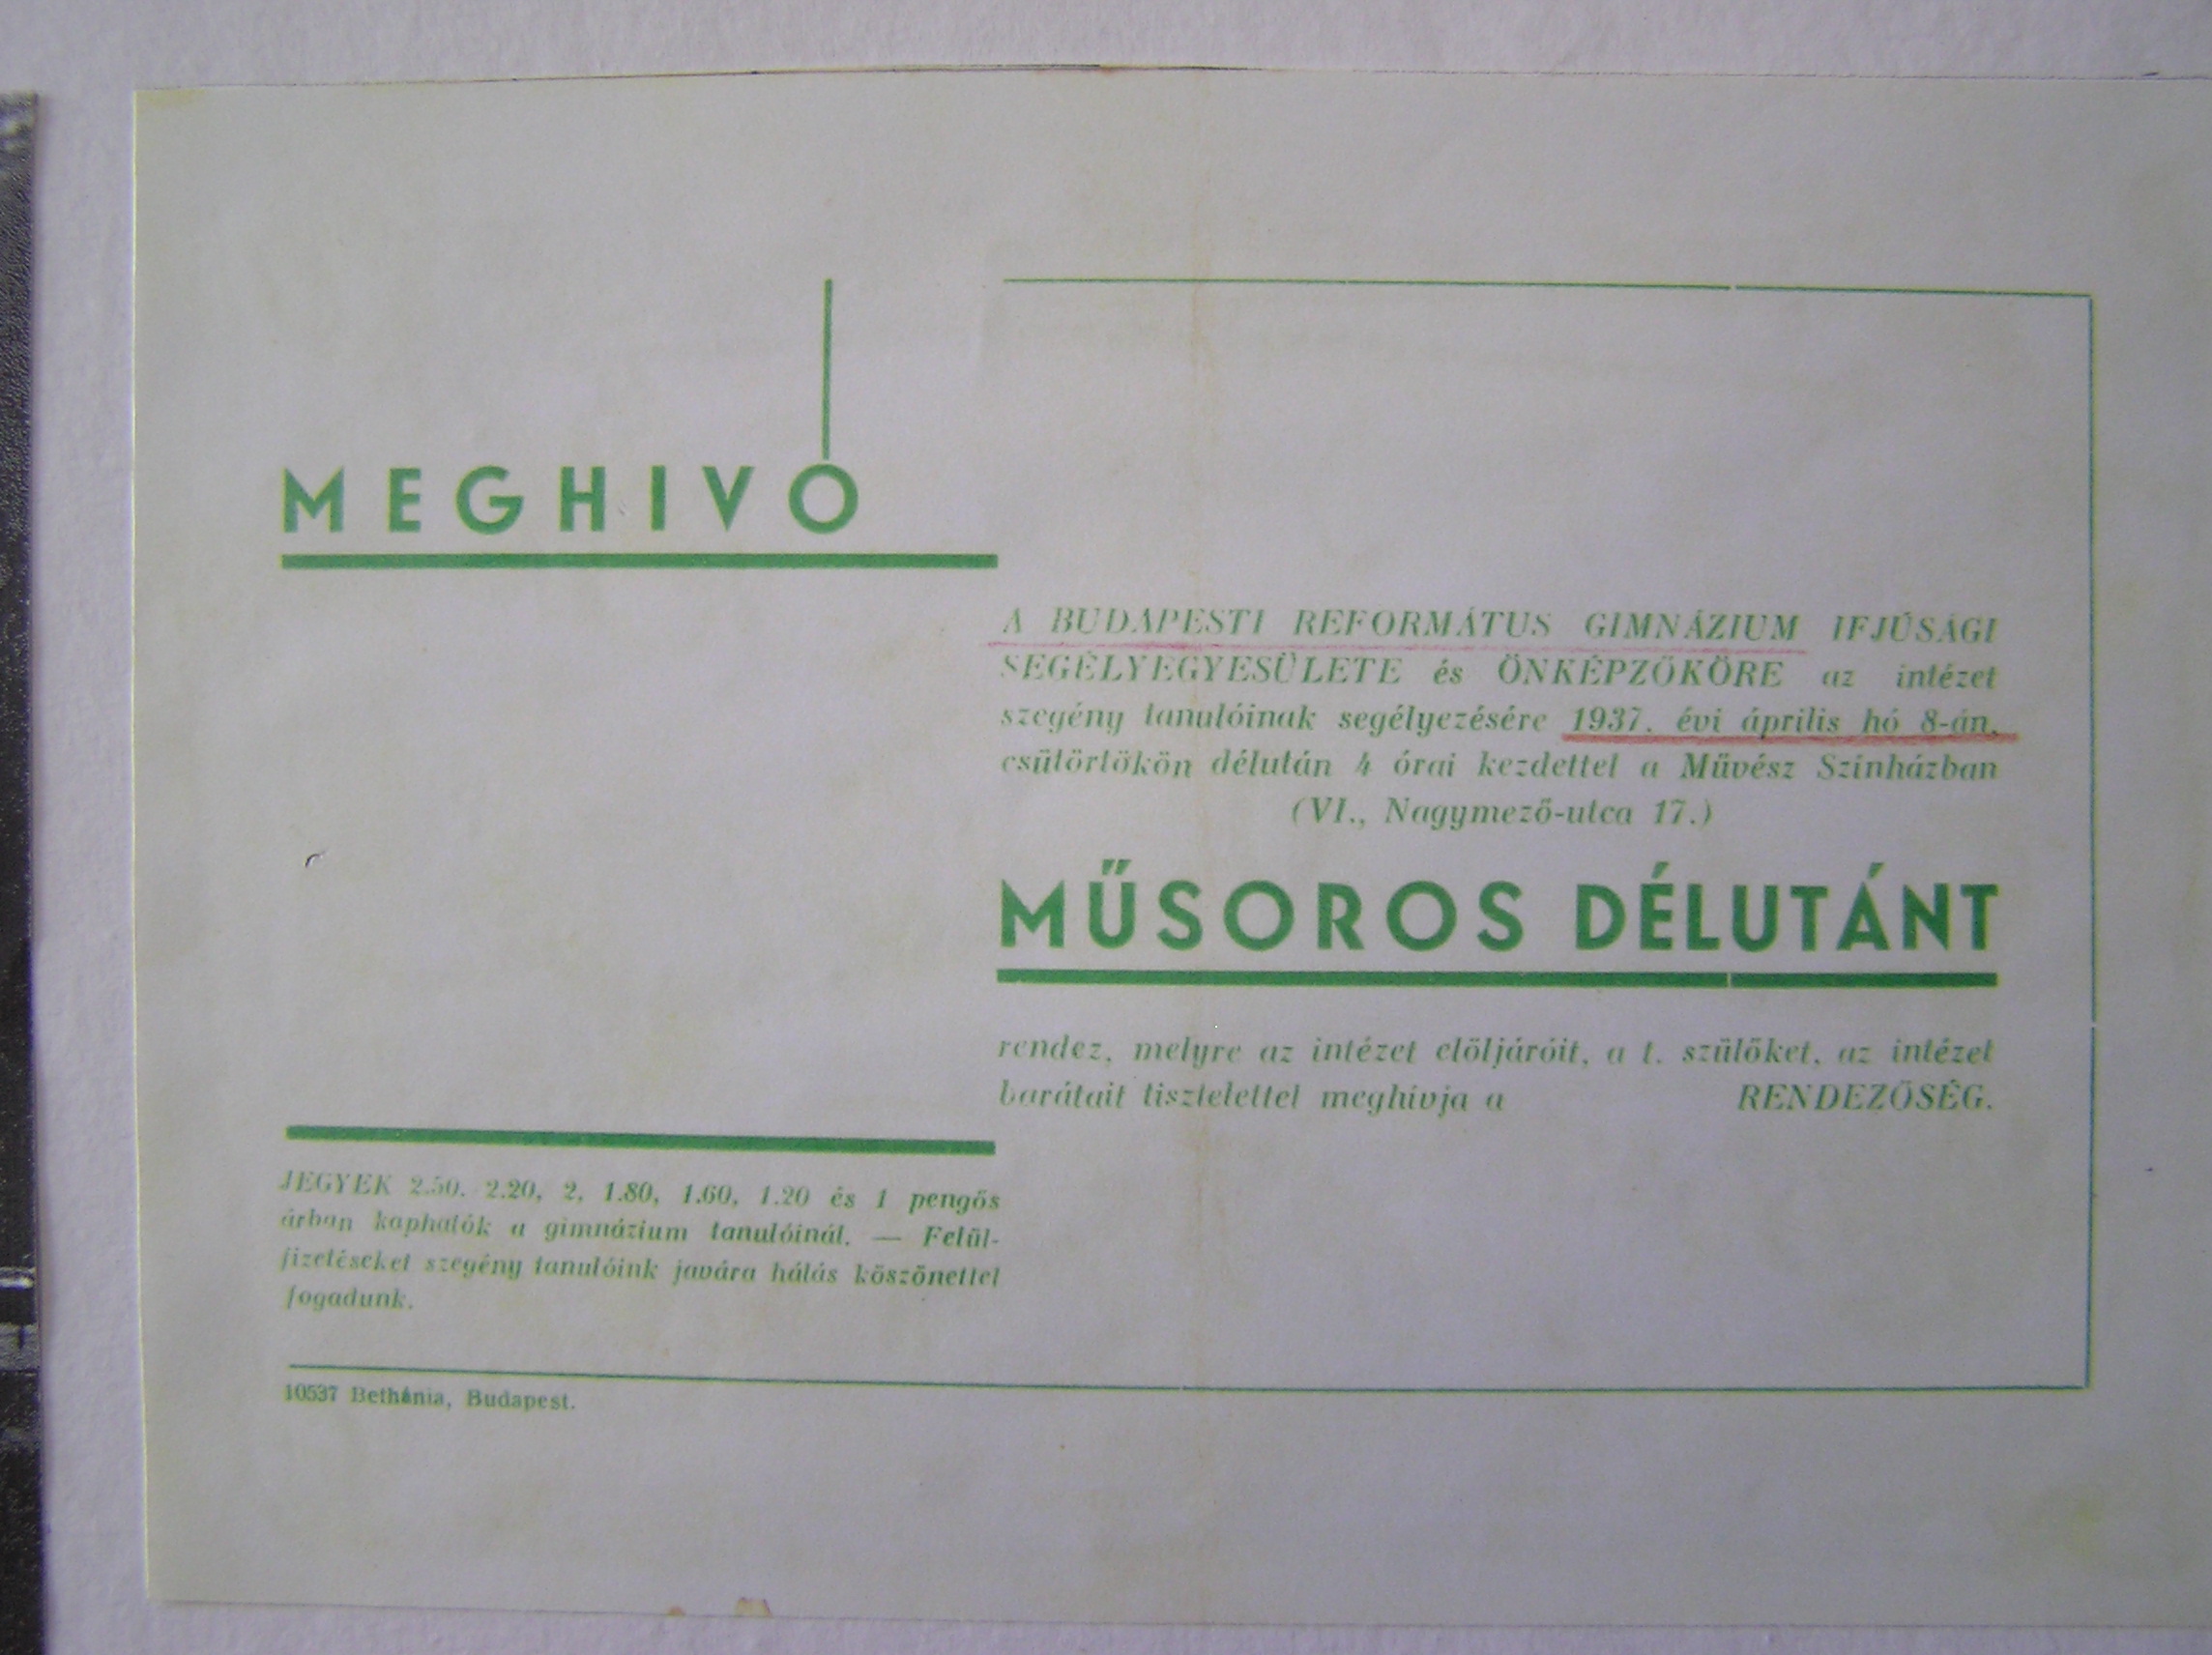 MEGHIVO
A BUDAPESTI REFORMÁTUS GIMNÁZIUM IFJÚSÁGI
SEGÉLYEGYESÜLETE és ÖNKÉPZŐKÖRE az intézet
szegény tanulóinak segélyezésére 1937. évi április hó 8-án,
csütörtökön délután 4 órai kezdettel a Művész Szinházban
(VI., Nagymező-utca 17.)
MŰSOROS DÉLUTÁNT
rendez, melyre az intézet elöljáróit, a t. szülőket, az intézet
barátait tisztelettel meghívja a RENDEZŐSÉG.
JEGYEK 2.50, 2.20, 2, 1.80, 1.60, 1.20 és 1 pengős
árban kaphatók a gimnázium tanulóinál. — Felül-
fizetéseket szegény tanulóink javára hálás köszönettel
fogadunk.
10537 Bethánia, Budapest.